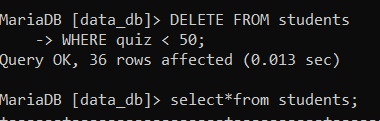 MariaDB [data_db]> DELETE FROM students
    -> WHERE quiz < 50;
Query OK, 36 rows affected (0.013 sec)
MariaDB [data_db]> select*from students;